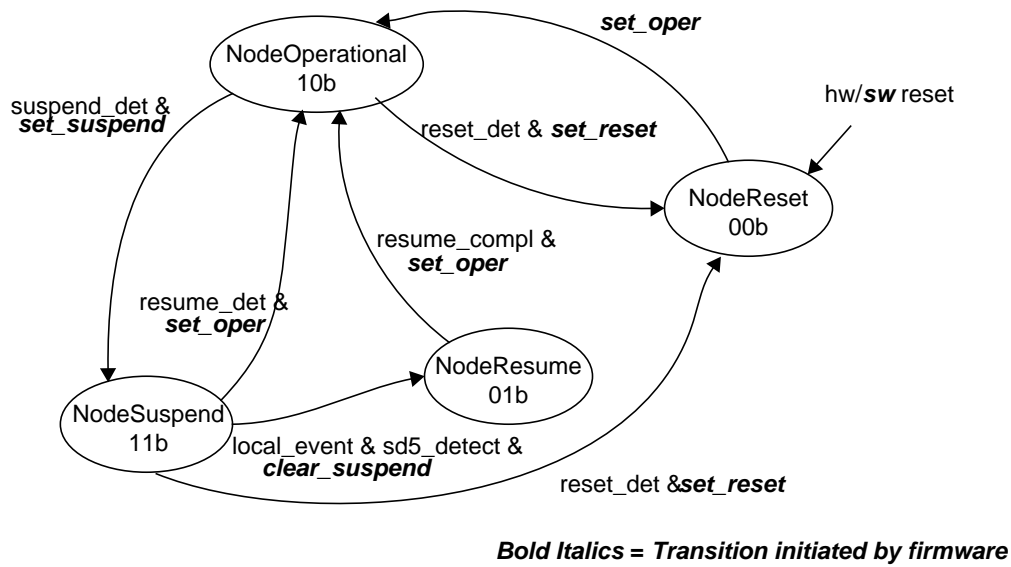 set_oper
NodeOperational
10b
hw/sw reset
suspend_det &
set_suspend
reset_det & set_reset
NodeReset
00b
resume_compl &
set_oper
resume_det &
set_oper
NodeResume
01b
NodeSuspend
11b
local_event & sd5_detect &
clear_suspend
reset_det &set_reset
Bold Italics = Transition initiated by firmware